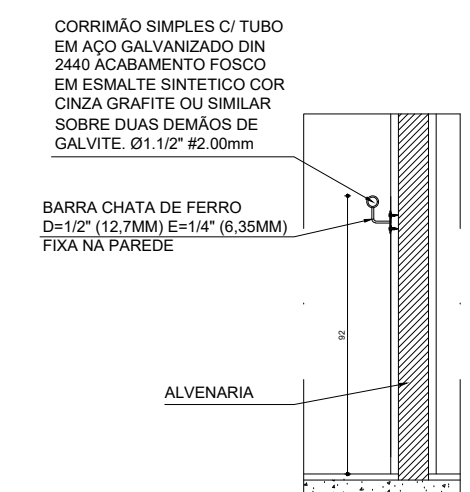 CORRIMÃO SIMPLES C/ TUBO
EM AÇO GALVANIZADO DIN
2440 ACABAMENTO FOSCO
EM ESMALTE SINTETICO COR
CINZA GRAFITE OU SIMILAR
SOBRE DUAS DEMÃOS DE
GALVITE. Ø1.1/2" #2.00mm
BARRA CHATA DE FERRO
D=1/2" (12,7MM) E=1/4" (6,35MM)
FIXA NA PAREDE
92
ALVENARIA